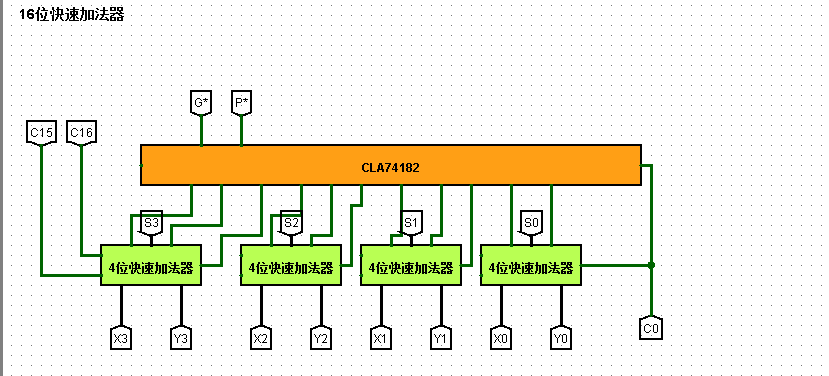 16位快速加法器
G* P*
C15 C16
CLA74182
S3 S2 S1 S0
4位快速加法器 4位快速加法器 4位快速加法器 4位快速加法器
X3 Y3 X2 Y2 X1 Y1 X0 Y0 C0